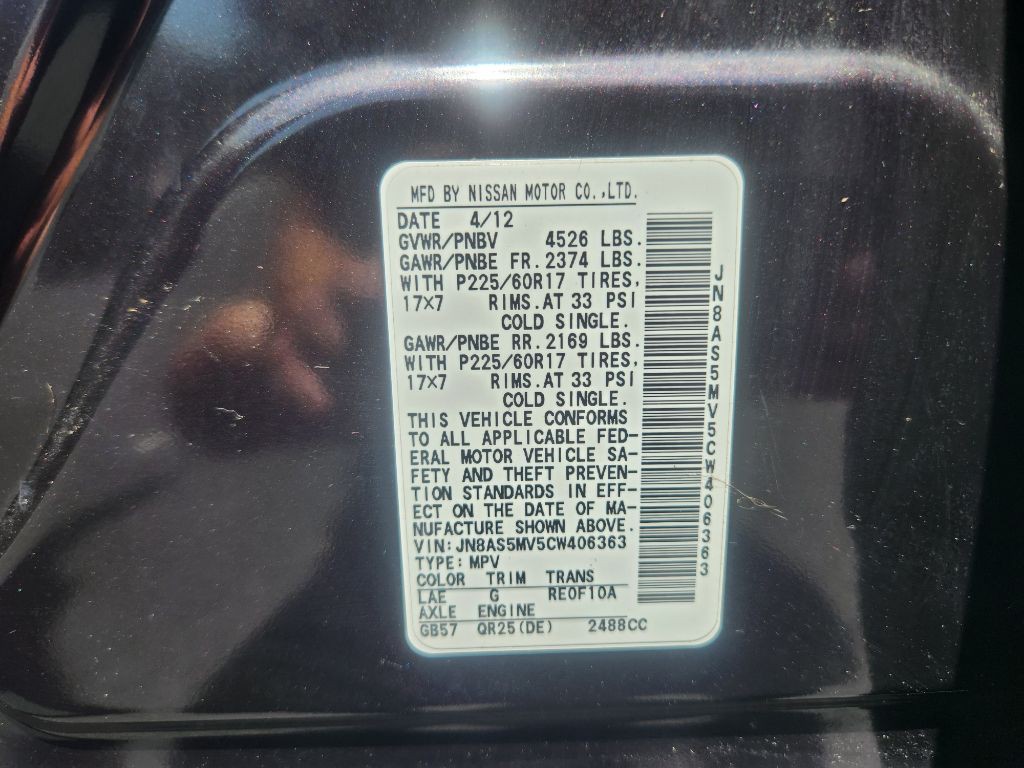 MFD BY NISSAN MOTOR CO.,LTD.
DATE 4/12
GVWR/PNBV 4526 LBS.
GAWR/PNBE FR. 2374 LBS.
WITH P225/60R17 TIRES,
17×7 RIMS.AT 33 PSI
COLD SINGLE.
GAWR/PNBE RR. 2169 LBS.
WITH P225/60R17 TIRES,
17×7 RIMS.AT 33 PSI
COLD SINGLE.
THIS VEHICLE CONFORMS
TO ALL APPLICABLE FED-
ERAL MOTOR VEHICLE SA-
FETY AND THEFT PREVEN-
TION STANDARDS IN EFF-
ECT ON THE DATE OF MA-
NUFACTURE SHOWN ABOVE.
VIN:JN8AS5MV5CW406363
TYPE:MPV
COLOR TRIM TRANS
LAE G RE0F10A
AXLE ENGINE
GB57 QR25(DE) 2488CC
JN8AS5MV5CW406363